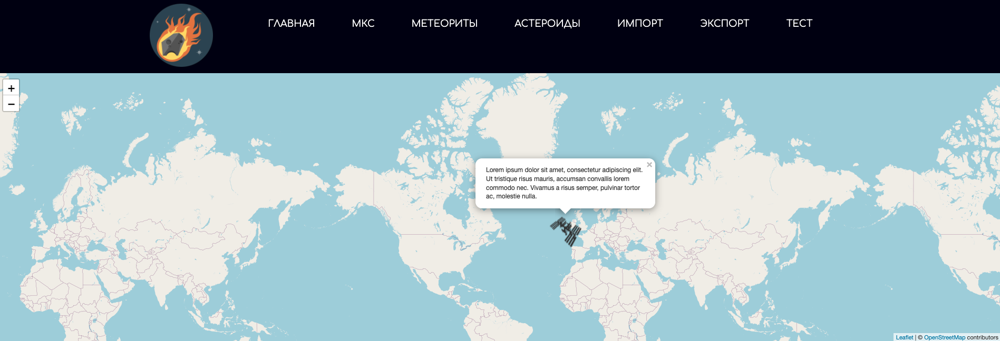 ГЛАВНАЯ МКС МЕТЕОРИТЫ АСТЕРОИДЫ ИМПОРТ ЭКСПОРТ ТЕСТ
+
−
×
Lorem ipsum dolor sit amet, consectetur adipiscing elit.
Ut tristique risus mauris, accumsan convallis lorem
commodo nec. Vivamus a risus semper, pulvinar tortor
ac, molestie nulla.
Leaflet | © OpenStreetMap contributors